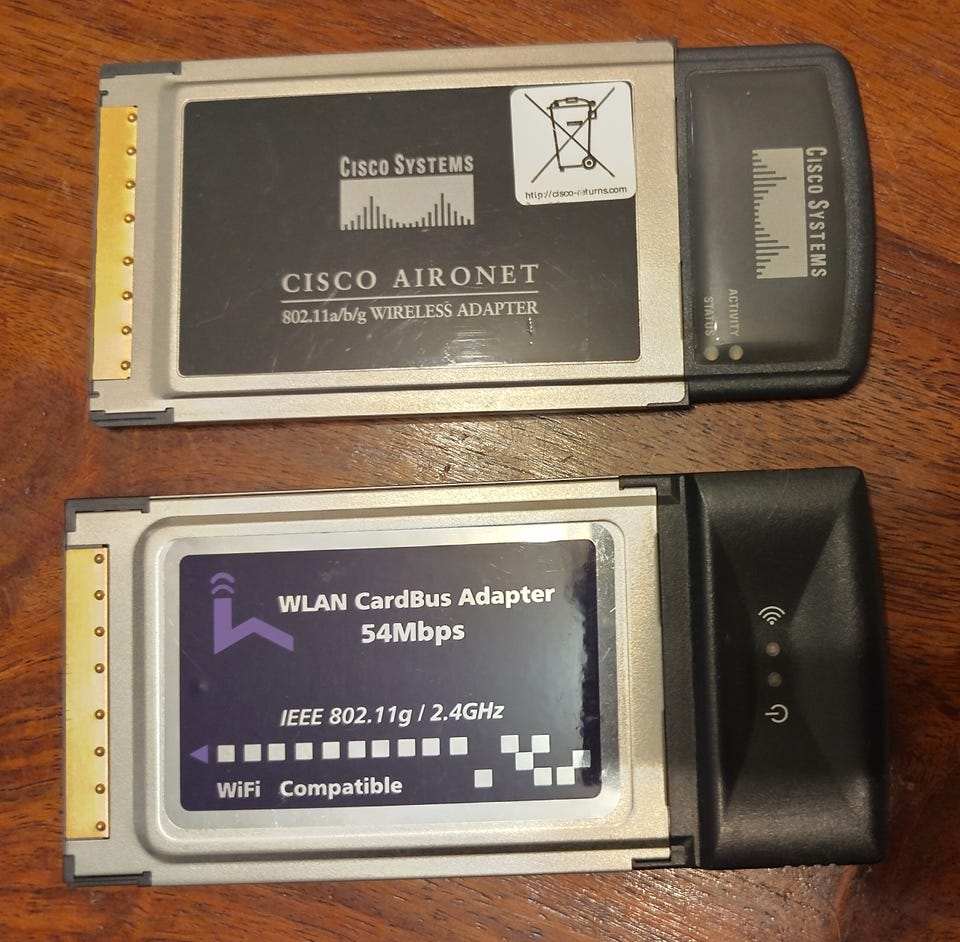 CISCO SYSTEMS
http://cisco-returns.com
CISCO AIRONET
802.11a/b/g WIRELESS ADAPTER
CISCO SYSTEMS
ACTIVITY
STATUS
WLAN CardBus Adapter
54Mbps
IEEE 802.11g / 2.4GHz
WiFi Compatible